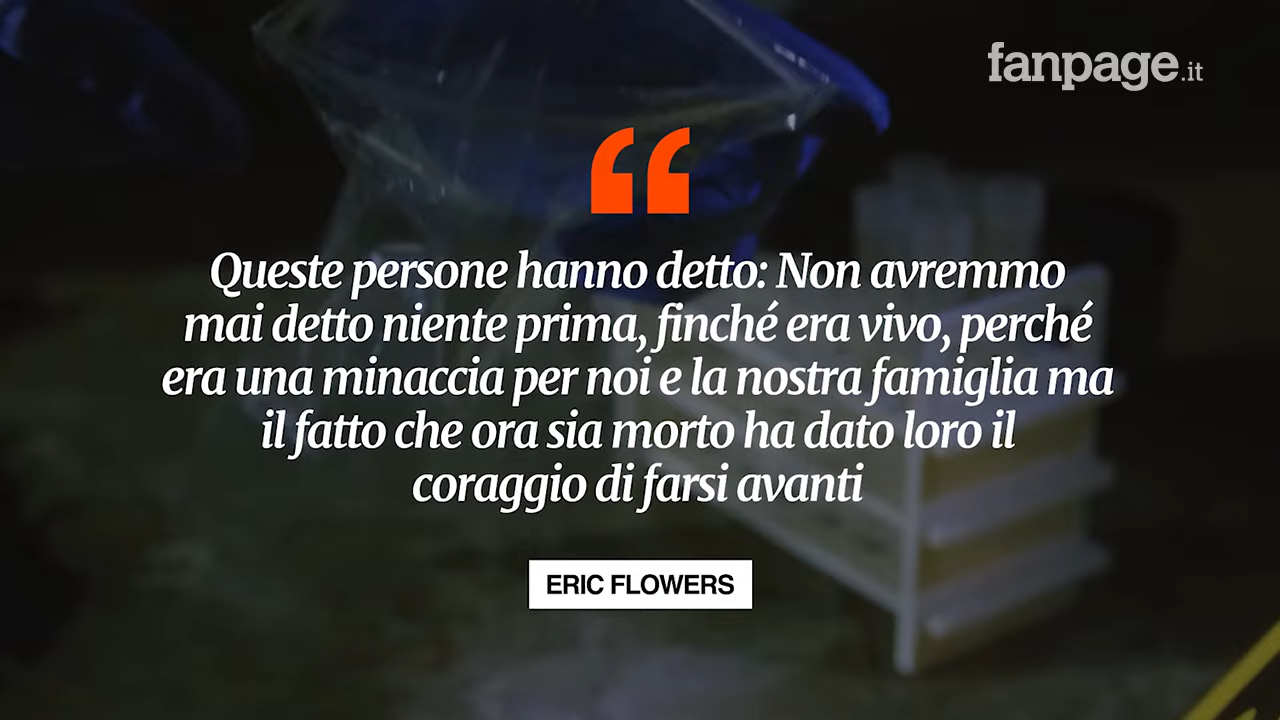 fanpage.it
“
Queste persone hanno detto: Non avremmo
mai detto niente prima, finché era vivo, perché
era una minaccia per noi e la nostra famiglia ma
il fatto che ora sia morto ha dato loro il
coraggio di farsi avanti
ERIC FLOWERS